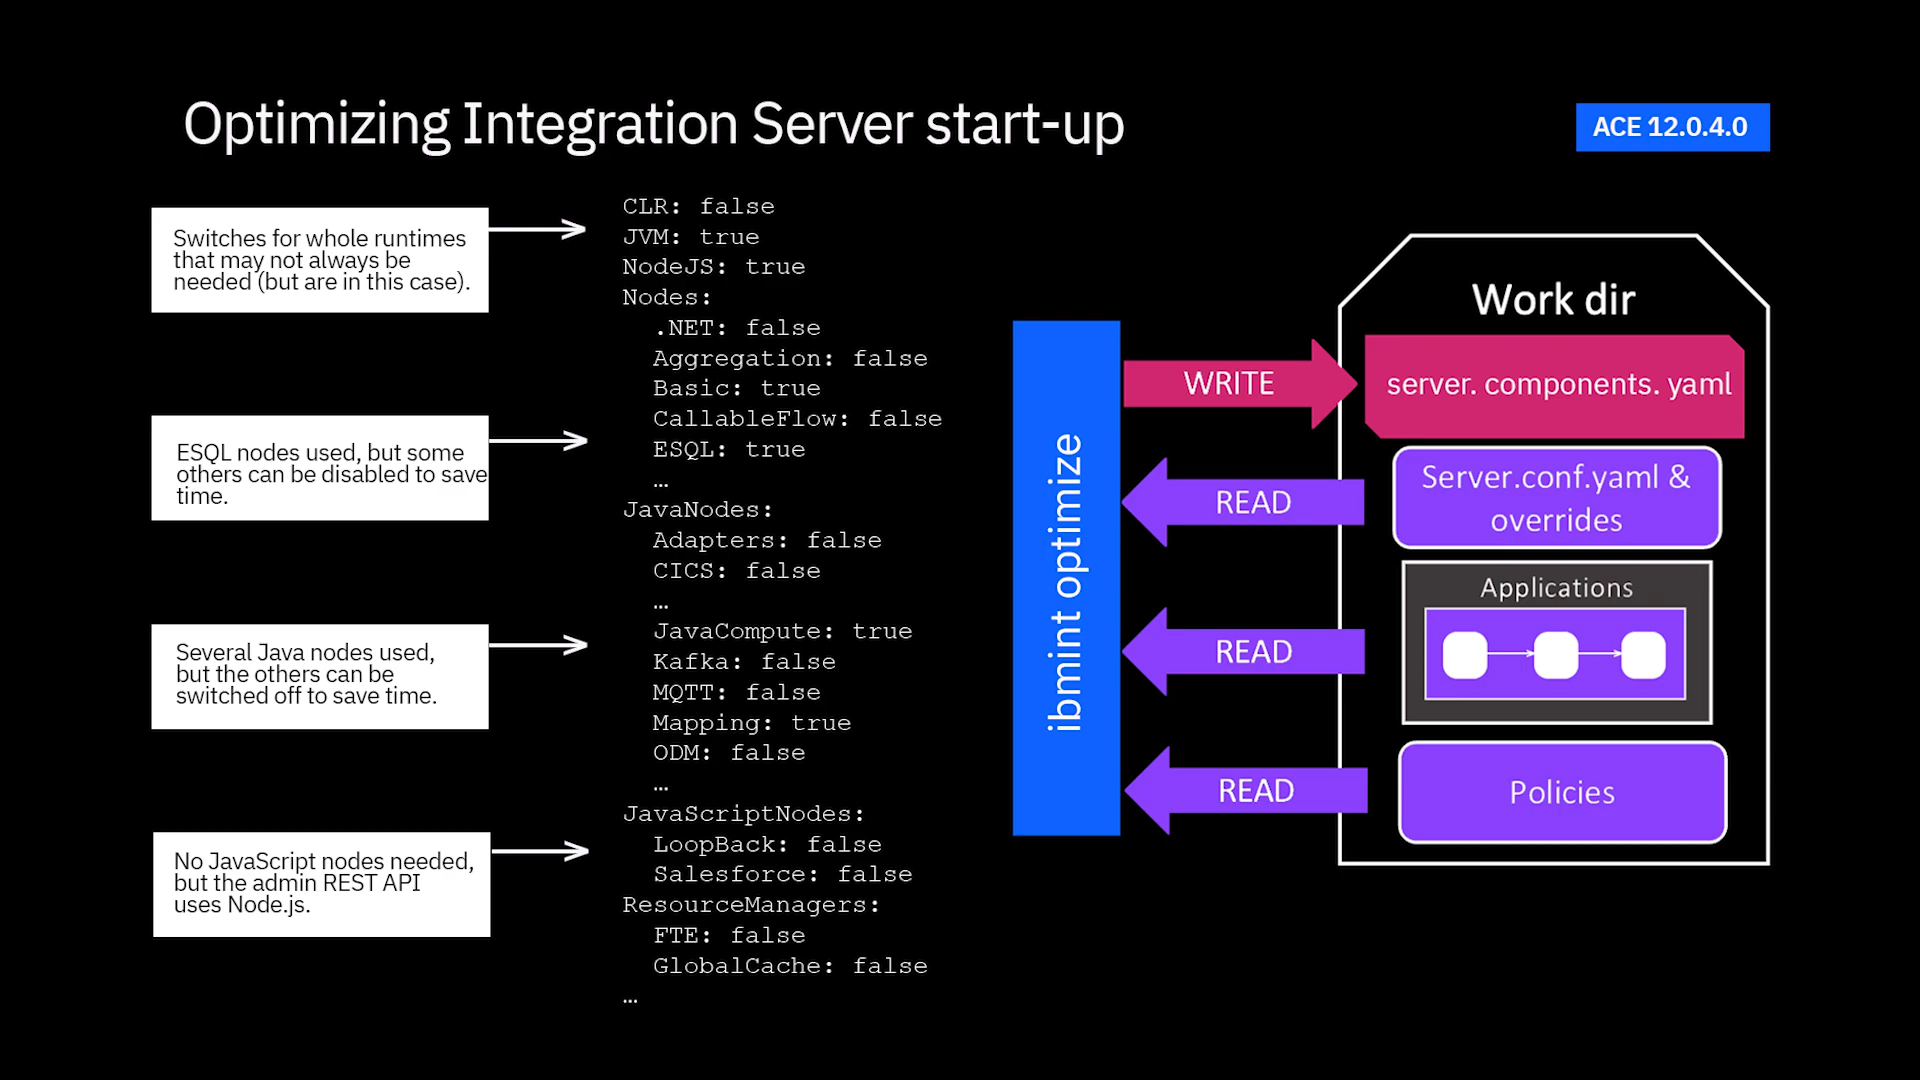 Optimizing Integration Server start-up
ACE 12.0.4.0
Switches for whole runtimes
that may not always be
needed (but are in this case).
ESQL nodes used, but some
others can be disabled to save
time.
Several Java nodes used,
but the others can be
switched off to save time.
No JavaScript nodes needed,
but the admin REST API
uses Node.js.
CLR: false
JVM: true
NodeJS: true
Nodes:
.NET: false
Aggregation: false
Basic: true
CallableFlow: false
ESQL: true
…
JavaNodes:
Adapters: false
CICS: false
…
JavaCompute: true
Kafka: false
MQTT: false
Mapping: true
ODM: false
…
JavaScriptNodes:
LoopBack: false
Salesforce: false
ResourceManagers:
FTE: false
GlobalCache: false
…
ibmint optimize
WRITE
READ
READ
READ
Work dir
server. components. yaml
Server.conf.yaml &
overrides
Applications
Policies